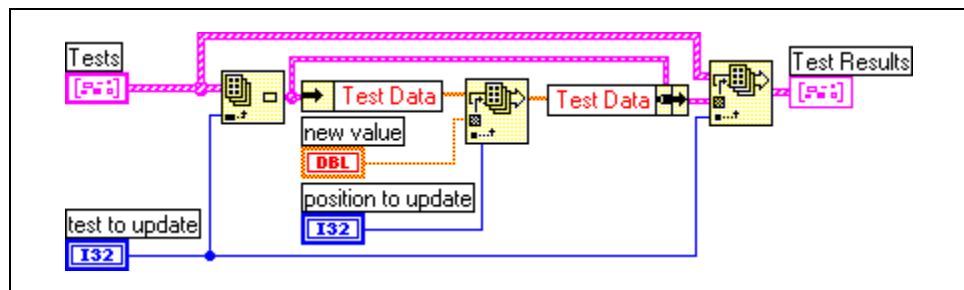 Tests
Test Results
Test Data
Test Data
new value
DBL
position to update
I32
test to update
I32